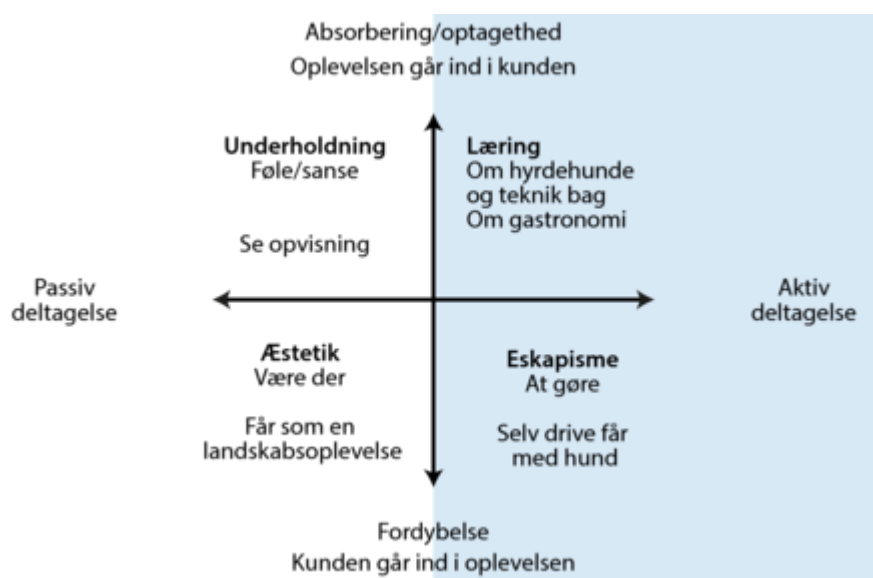 Absorbering/optagethed
Oplevelsen går ind i kunden
Underholdning
Føle/sanse
Se opvisning
Læring
Om hyrdehunde
og teknik bag
Om gastronomi
Passiv
deltagelse
Aktiv
deltagelse
Æstetik
Være der
Får som en
landskabsoplevelse
Eskapisme
At gøre
Selv drive får
med hund
Fordybelse
Kunden går ind i oplevelsen